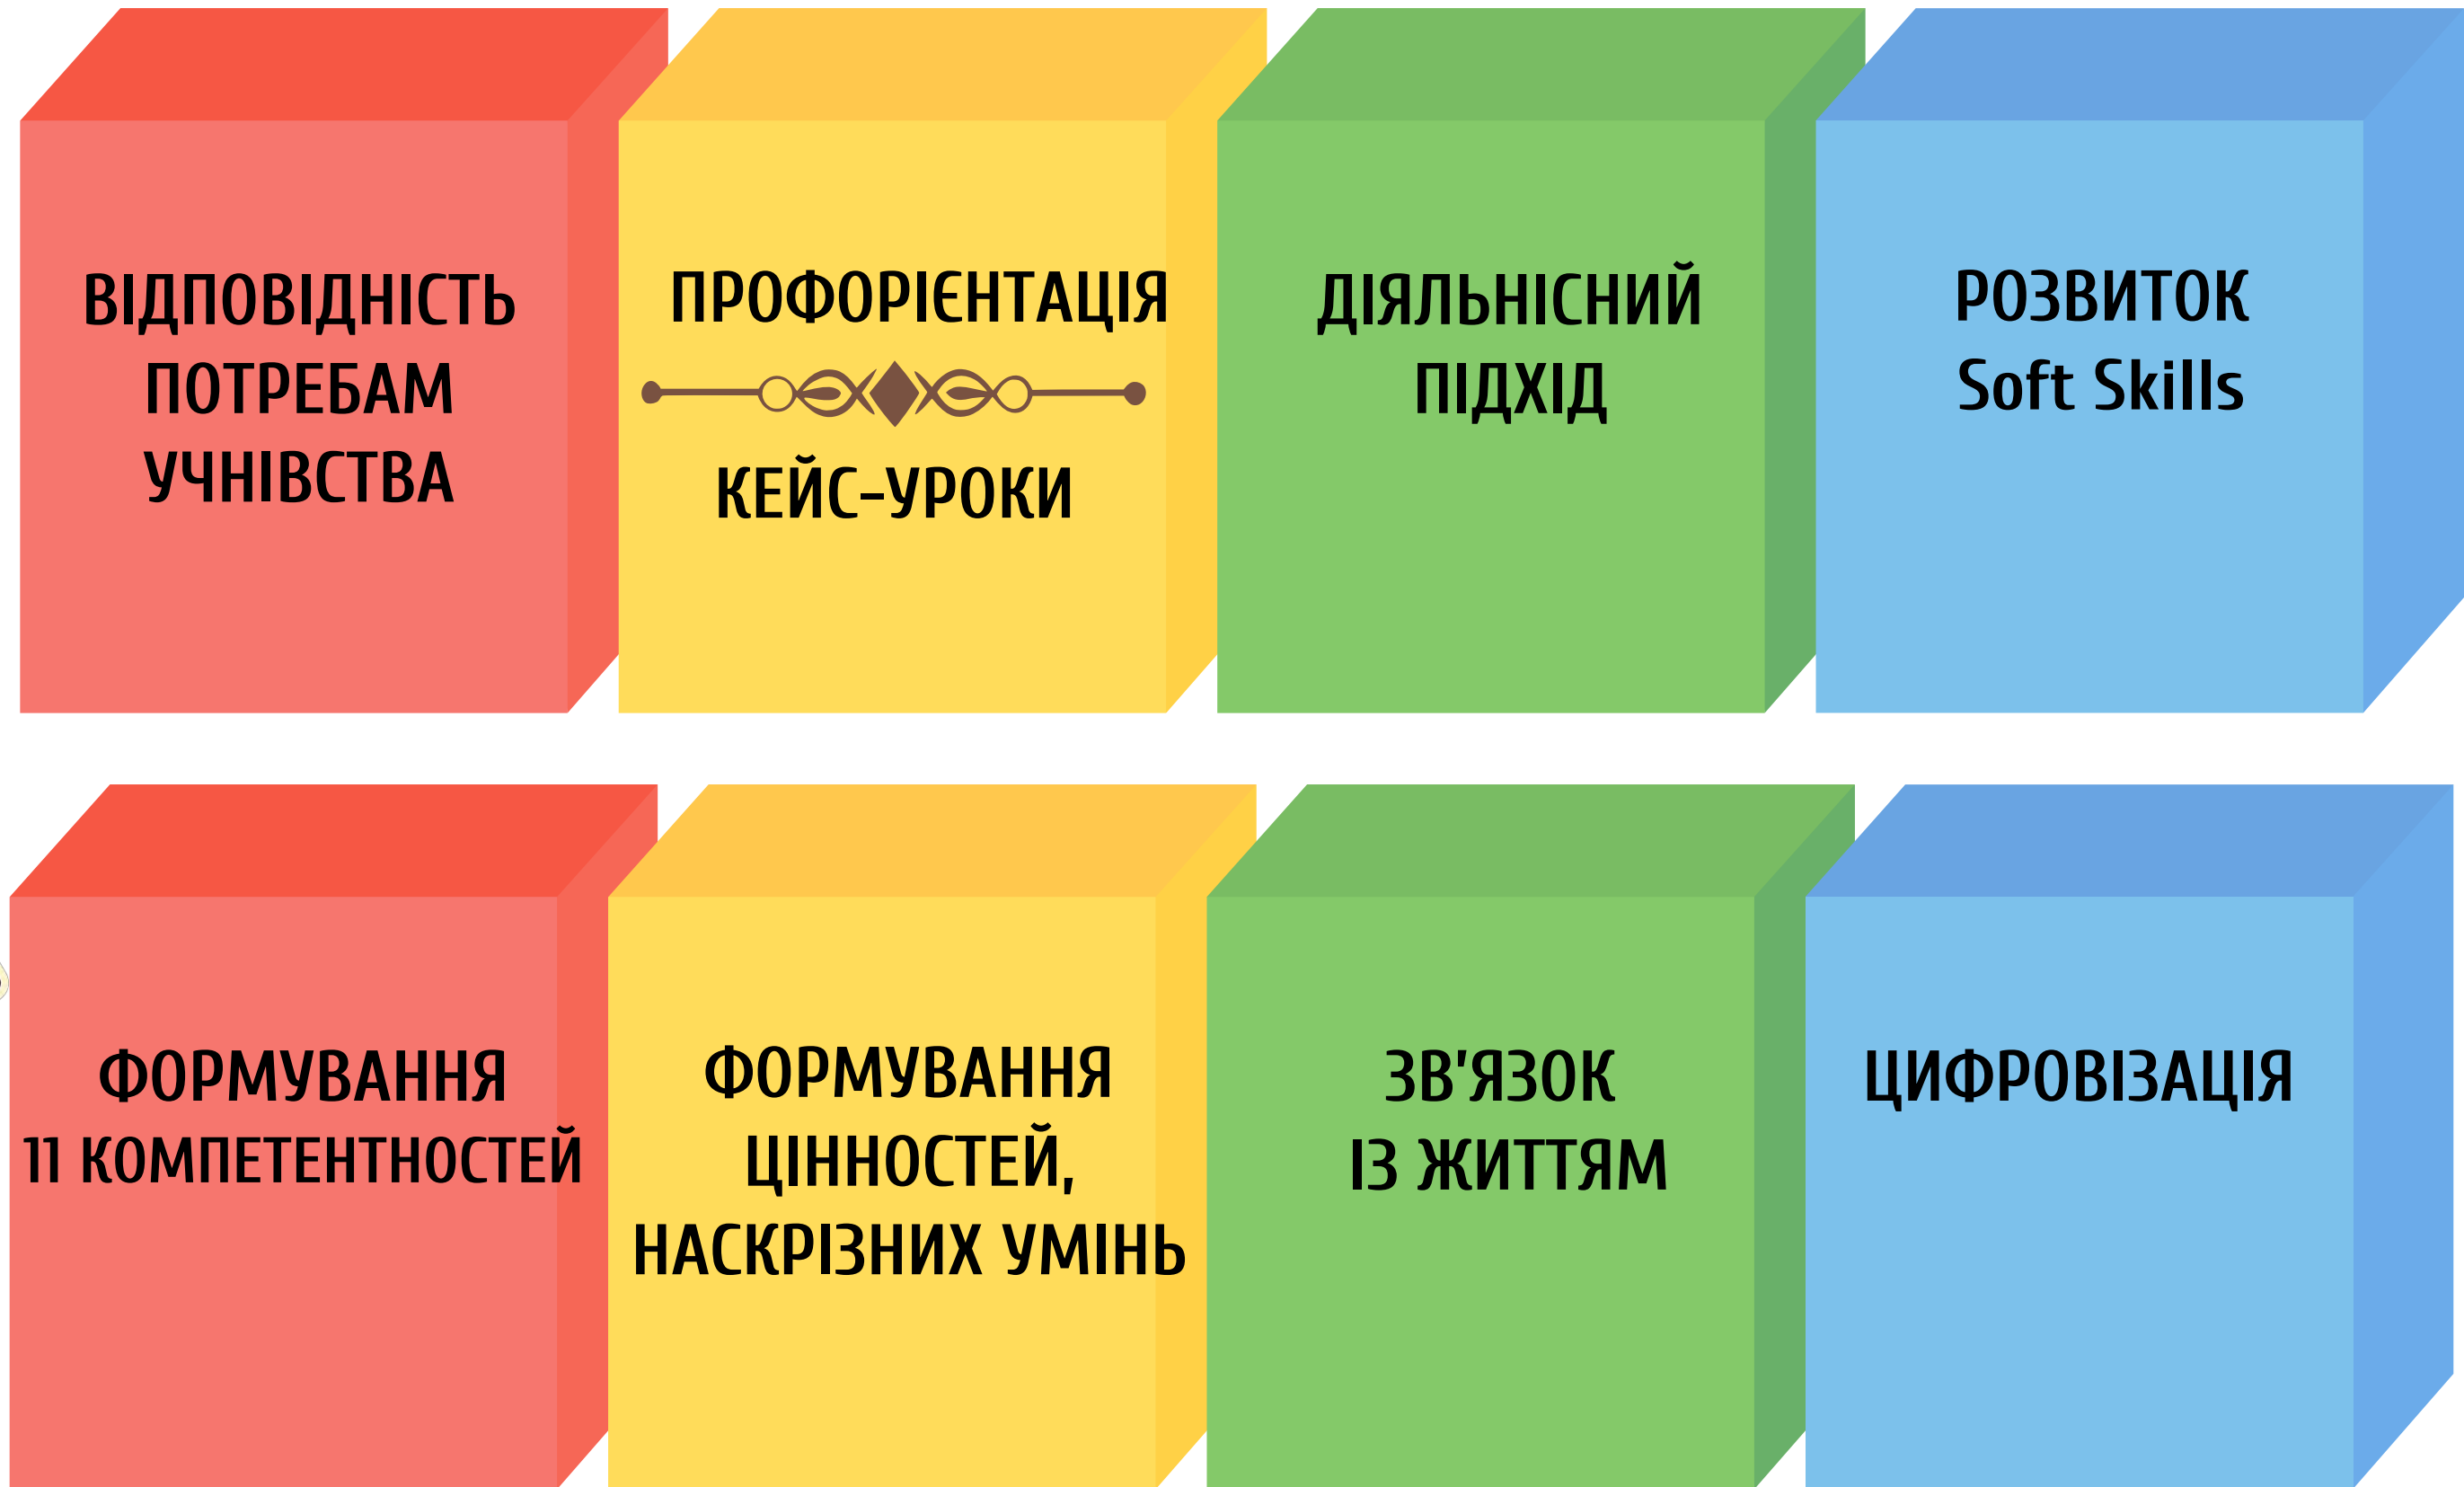 ВІДПОВІДНІСТЬ
ПОТРЕБАМ
УЧНІВСТВА
ПРОФОРІЄНТАЦІЯ
КЕЙС-УРОКИ
ДІЯЛЬНІСНИЙ
ПІДХІД
РОЗВИТОК
Soft Skills
ФОРМУВАННЯ
11 КОМПЕТЕНТНОСТЕЙ
ФОРМУВАННЯ
ЦІННОСТЕЙ,
НАСКРІЗНИХ УМІНЬ
ЗВ'ЯЗОК
ІЗ ЖИТТЯМ
ЦИФРОВІЗАЦІЯ